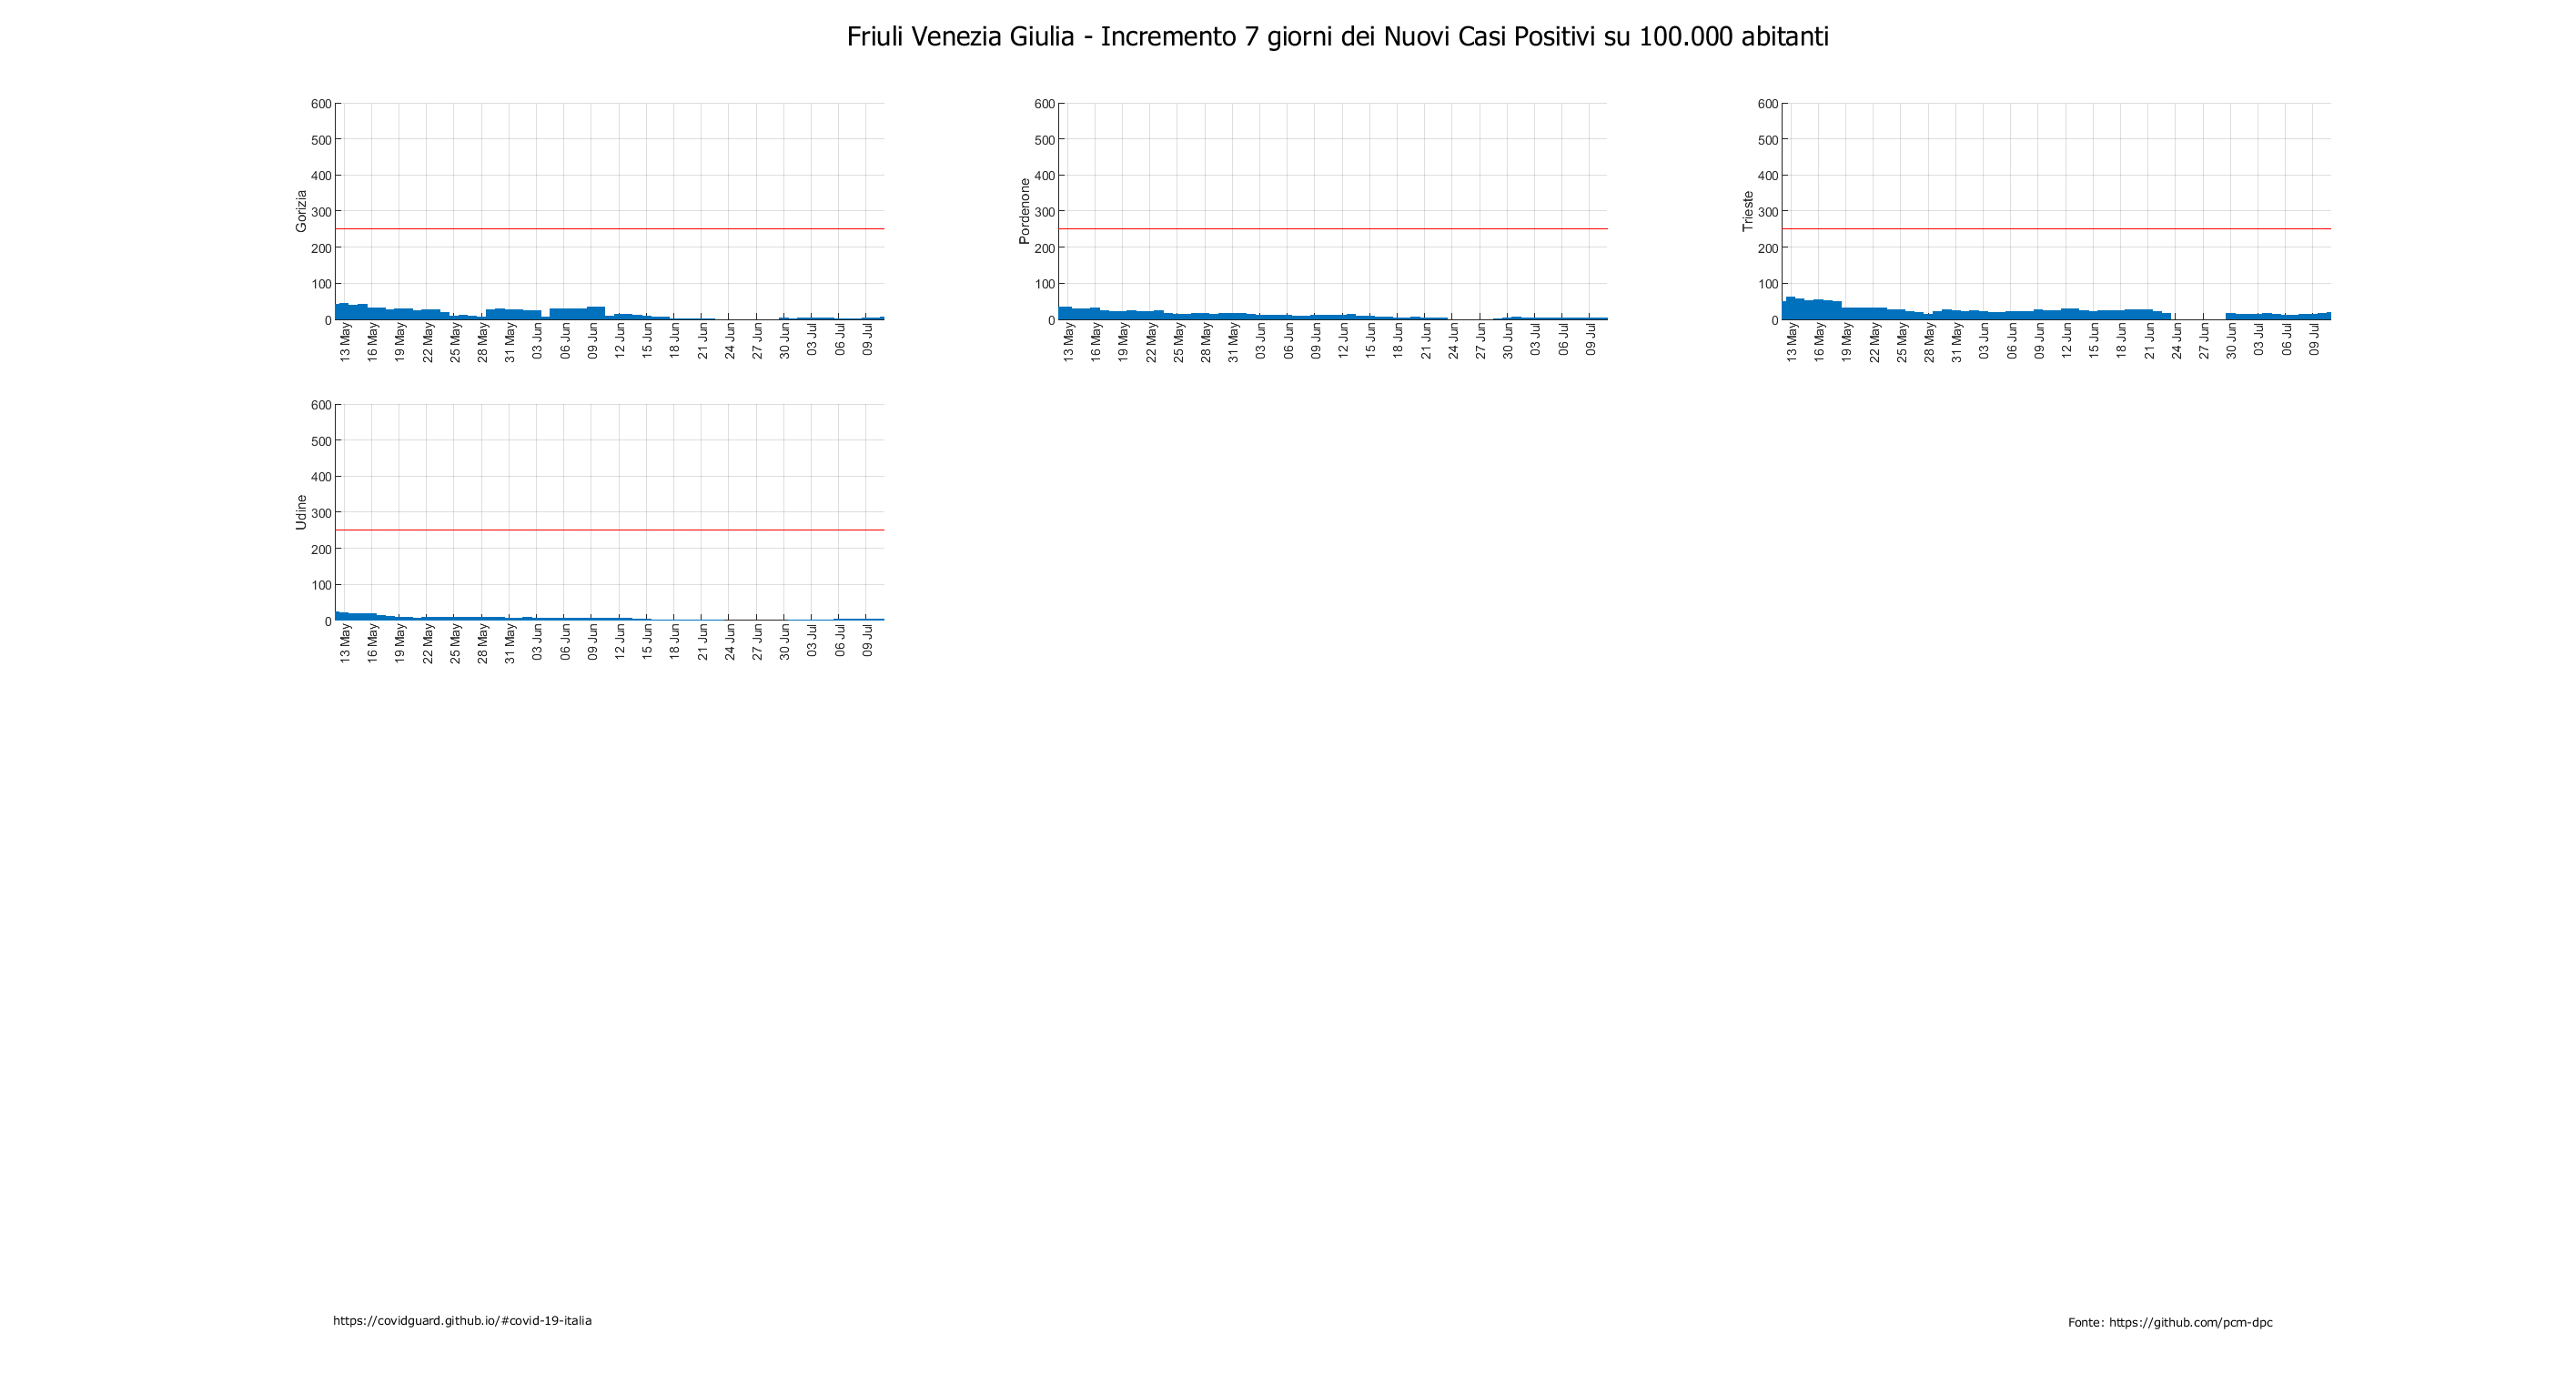 Friuli Venezia Giulia - Incremento 7 giorni dei Nuovi Casi Positivi su 100.000 abitanti
Gorizia
600
500
400
300
200
100
0
13 May 16 May 19 May 22 May 25 May 28 May 31 May 03 Jun 06 Jun 09 Jun 12 Jun 15 Jun 18 Jun 21 Jun 24 Jun 27 Jun 30 Jun 03 Jul 06 Jul 09 Jul
Pordenone
600
500
400
300
200
100
0
13 May 16 May 19 May 22 May 25 May 28 May 31 May 03 Jun 06 Jun 09 Jun 12 Jun 15 Jun 18 Jun 21 Jun 24 Jun 27 Jun 30 Jun 03 Jul 06 Jul 09 Jul
Trieste
600
500
400
300
200
100
0
13 May 16 May 19 May 22 May 25 May 28 May 31 May 03 Jun 06 Jun 09 Jun 12 Jun 15 Jun 18 Jun 21 Jun 24 Jun 27 Jun 30 Jun 03 Jul 06 Jul 09 Jul
Udine
600
500
400
300
200
100
0
13 May 16 May 19 May 22 May 25 May 28 May 31 May 03 Jun 06 Jun 09 Jun 12 Jun 15 Jun 18 Jun 21 Jun 24 Jun 27 Jun 30 Jun 03 Jul 06 Jul 09 Jul
https://covidguard.github.io/#covid-19-italia
Fonte: https://github.com/pcm-dpc